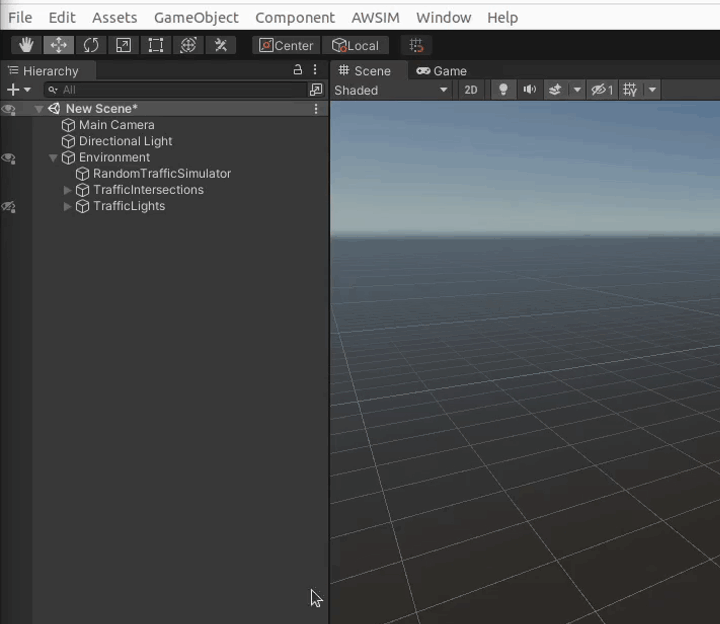 File Edit Assets GameObject Component AWSIM Window Help
Center Local
Hierarchy
All
New Scene*
Main Camera
Directional Light
Environment
RandomTrafficSimulator
TrafficIntersections
TrafficLights
Scene Game
Shaded 2D 1